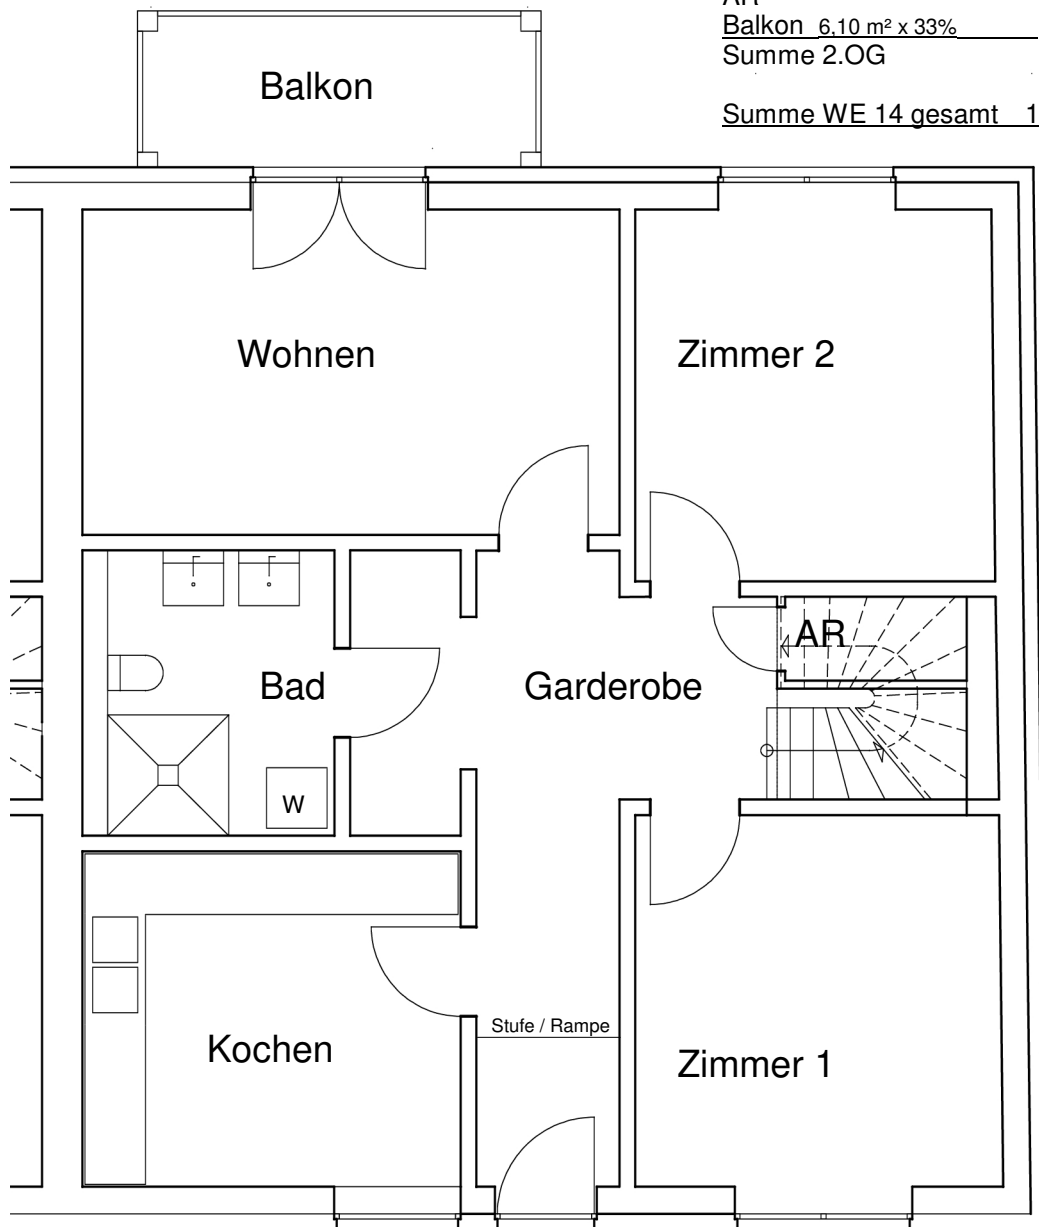 Balkon 6,10 m² x 33%
Summe 2.OG
Summe WE 14 gesamt 1
Balkon
Wohnen
Zimmer 2
AR
Bad
Garderobe
W
Stufe / Rampe
Kochen
Zimmer 1